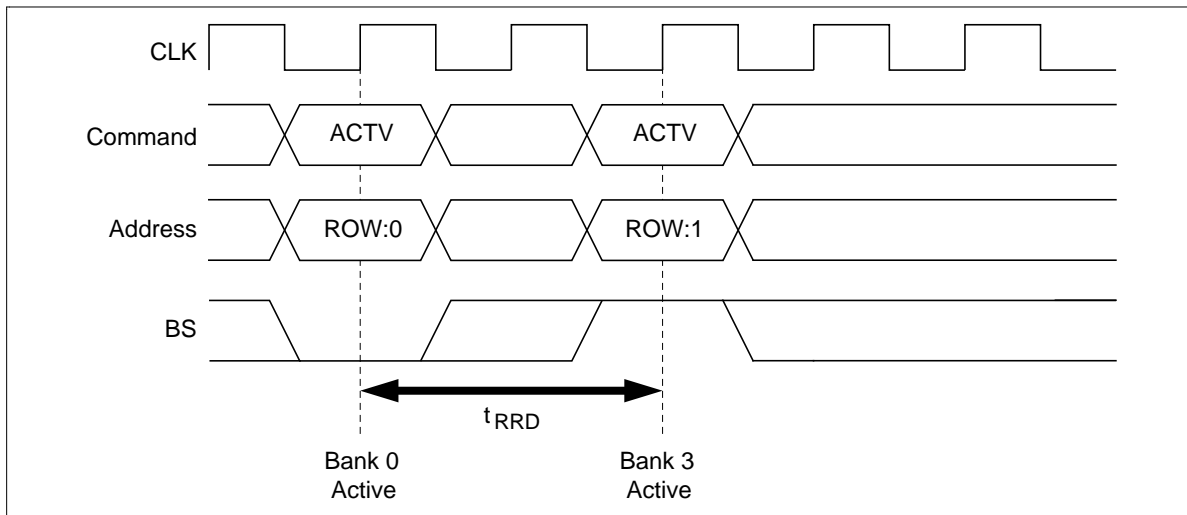 CLK
Command
ACTV
ACTV
Address
ROW:0
ROW:1
BS
tRRD
Bank 0
Active
Bank 3
Active